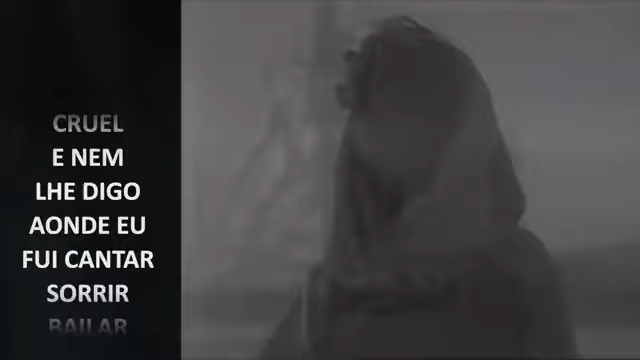 CRUEL
E NEM
LHE DIGO
AONDE EU
FUI CANTAR
SORRIR
BAILAR